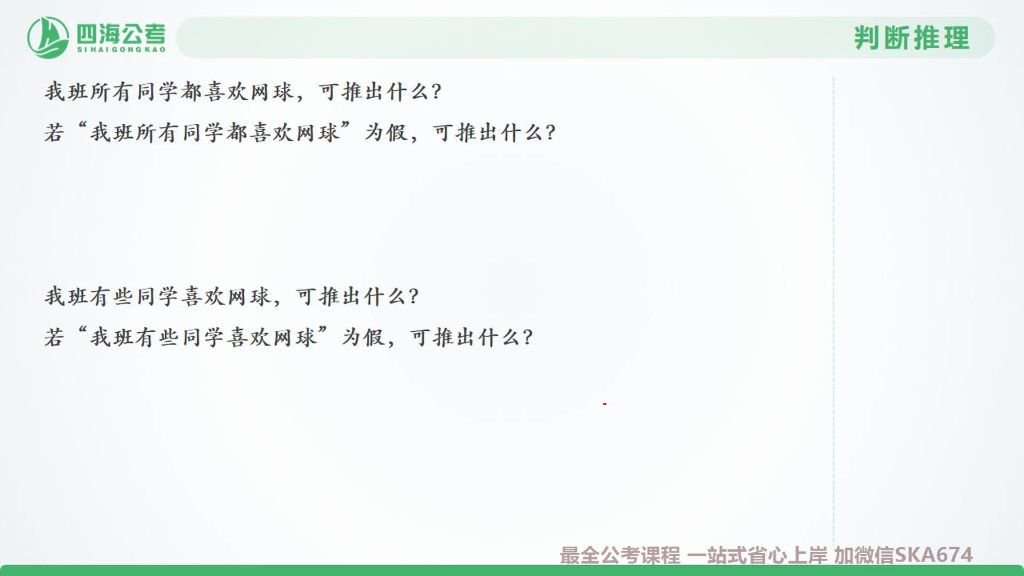 四海公考
SIHAIGONGKAO
判断推理
我班所有同学都喜欢网球，可推出什么？
若“我班所有同学都喜欢网球”为假，可推出什么？
我班有些同学喜欢网球，可推出什么？
若“我班有些同学喜欢网球”为假，可推出什么？
最全公考课程 一站式省心上岸 加微信SKA674